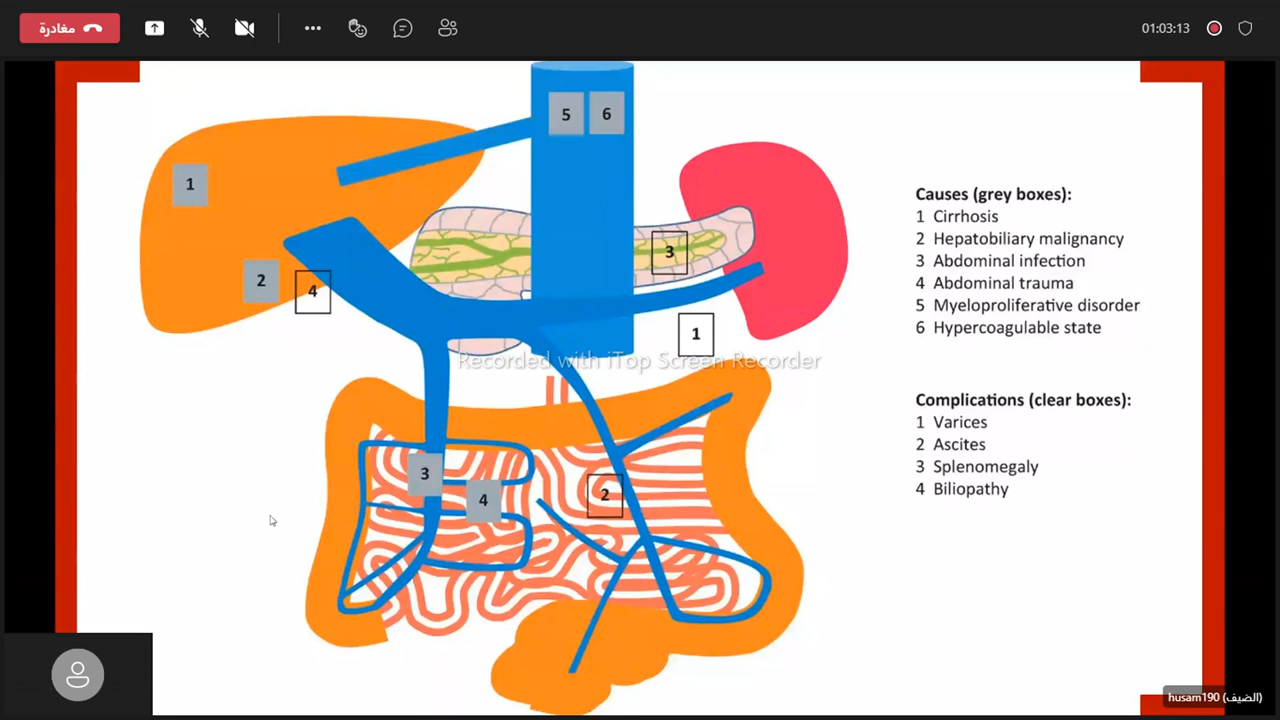 مغادرة
01:03:13
5 6
1
3
2
4
1
3
4
2
Recorded with iTop Screen Recorder
Causes (grey boxes):
1 Cirrhosis
2 Hepatobiliary malignancy
3 Abdominal infection
4 Abdominal trauma
5 Myeloproliferative disorder
6 Hypercoagulable state
Complications (clear boxes):
1 Varices
2 Ascites
3 Splenomegaly
4 Biliopathy
husam190 (الضيف)